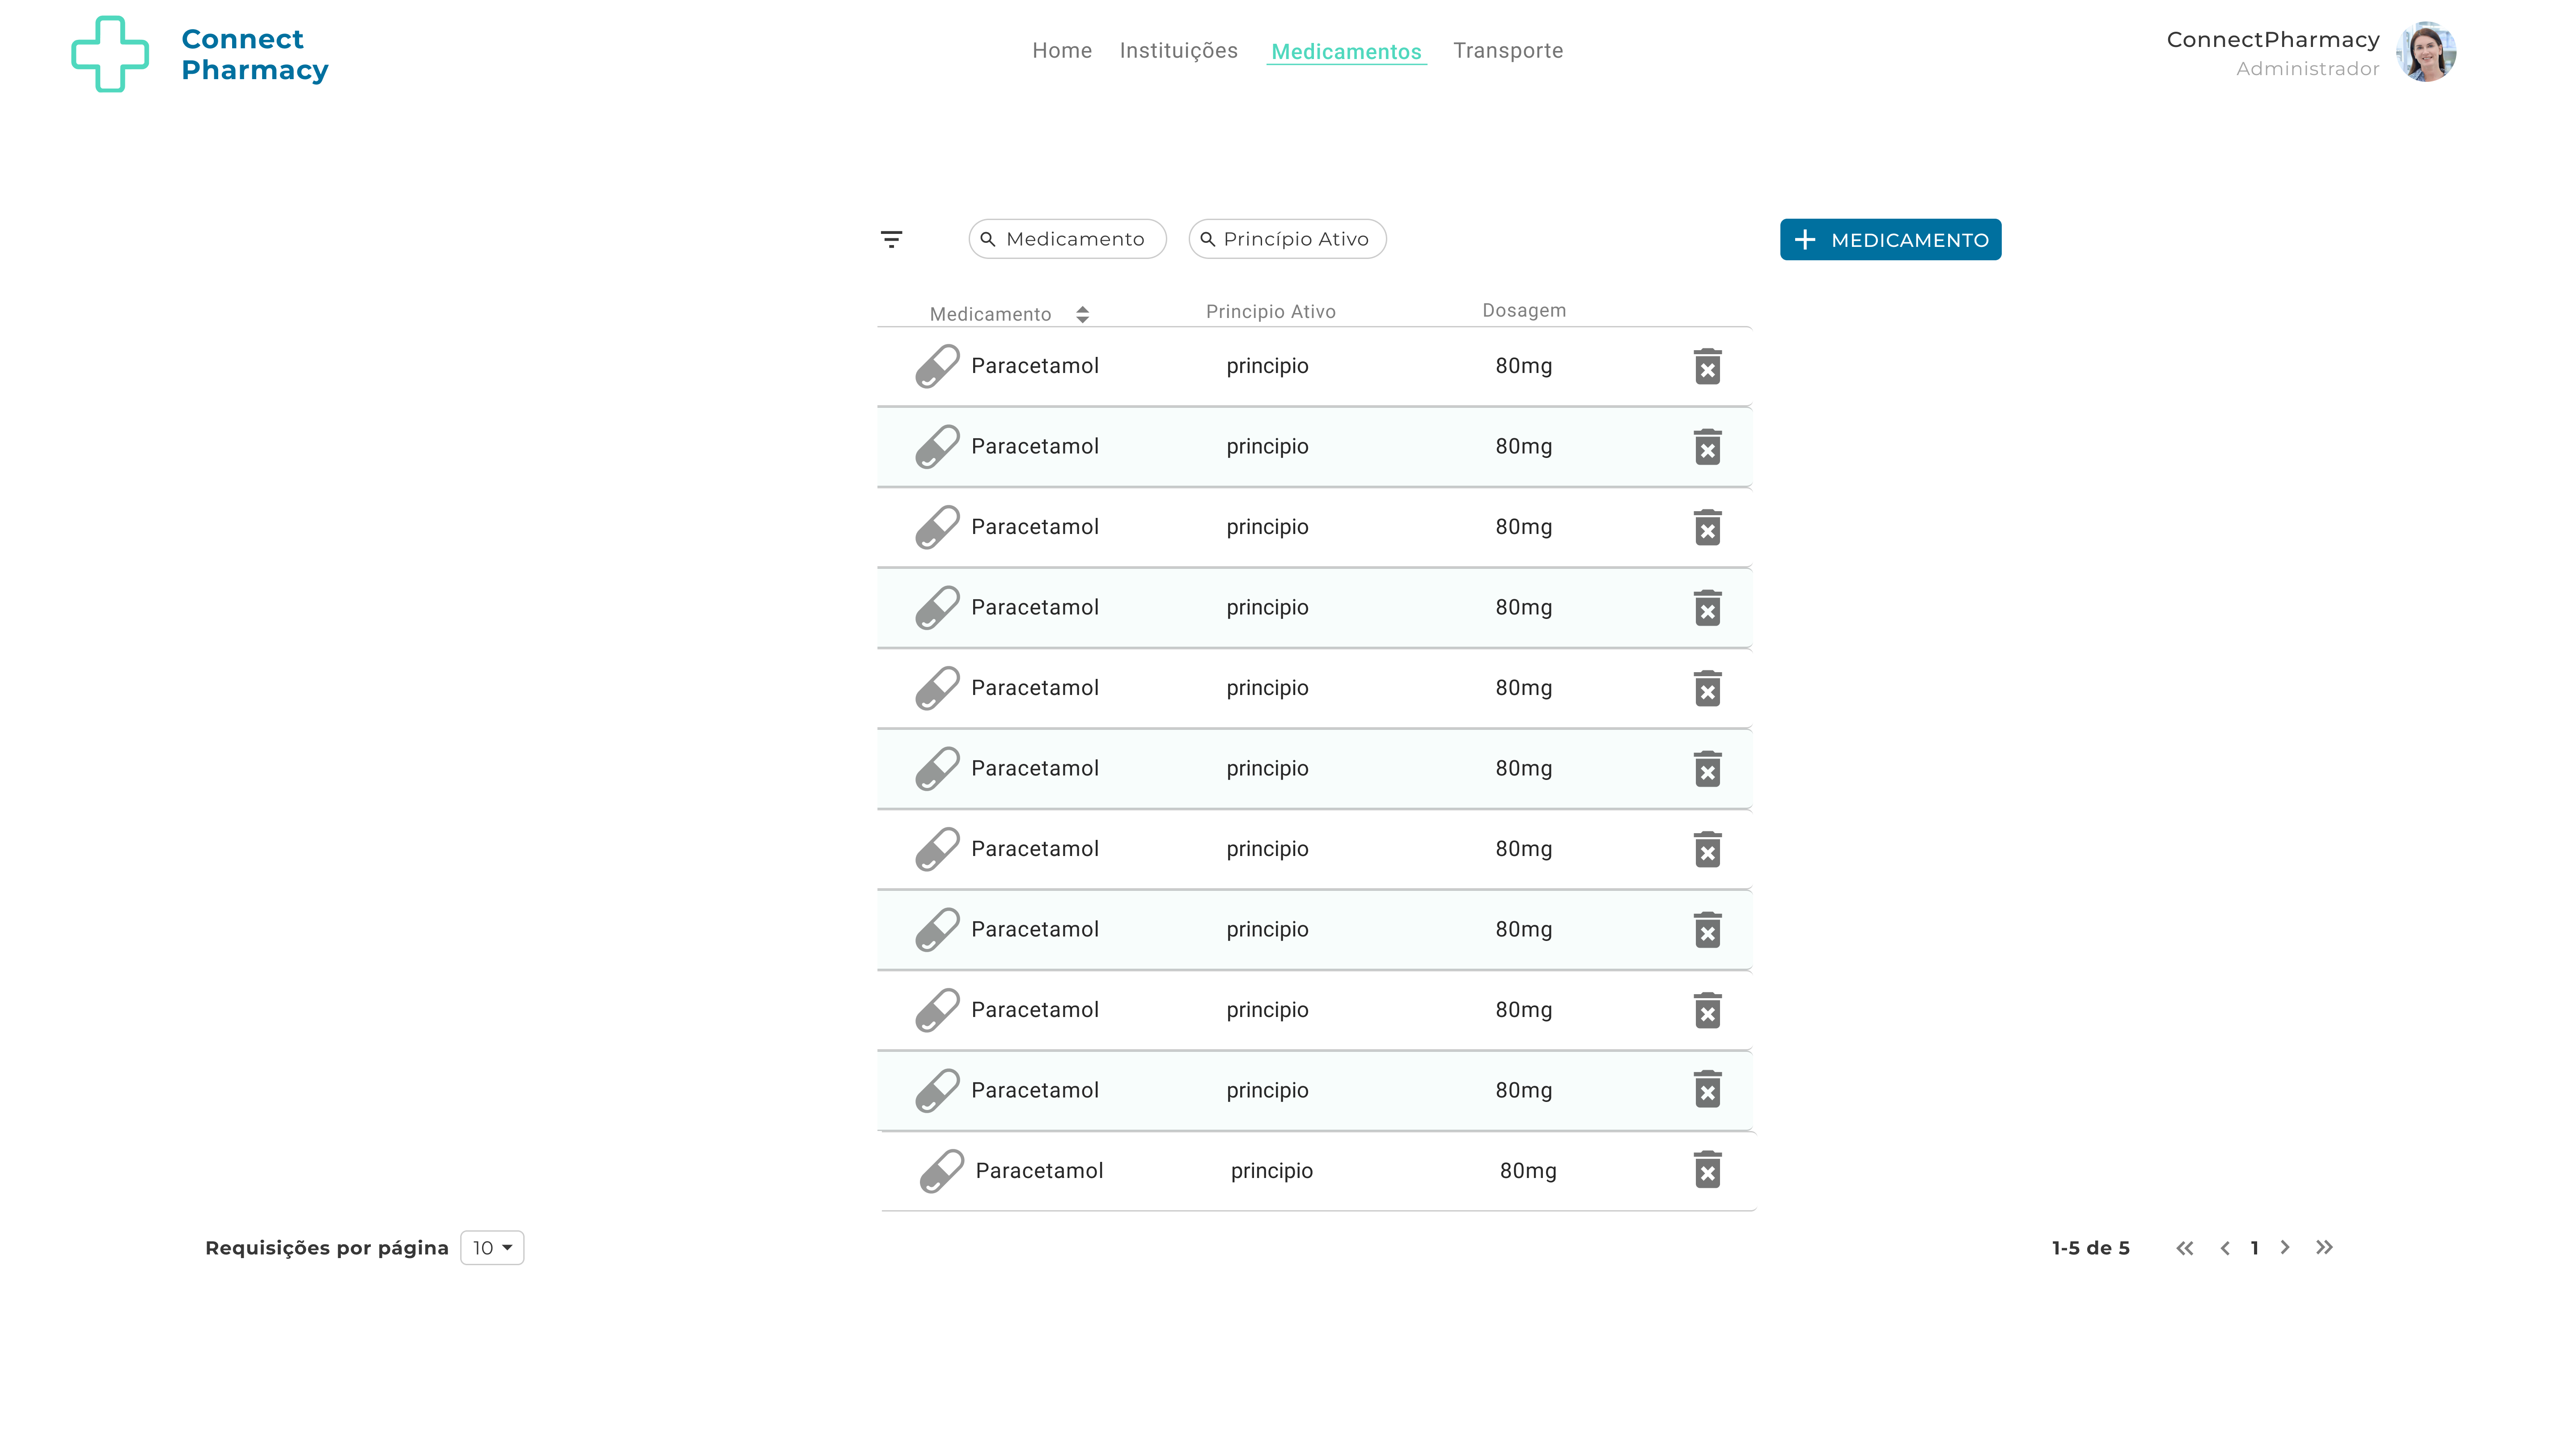 Connect
Pharmacy
Home Instituições Medicamentos Transporte
ConnectPharmacy
Administrador
Medicamento Princípio Ativo
MEDICAMENTO
Medicamento Principio Ativo Dosagem
Paracetamol principio 80mg
Paracetamol principio 80mg
Paracetamol principio 80mg
Paracetamol principio 80mg
Paracetamol principio 80mg
Paracetamol principio 80mg
Paracetamol principio 80mg
Paracetamol principio 80mg
Paracetamol principio 80mg
Paracetamol principio 80mg
Paracetamol principio 80mg
Requisições por página 10
1-5 de 5 1